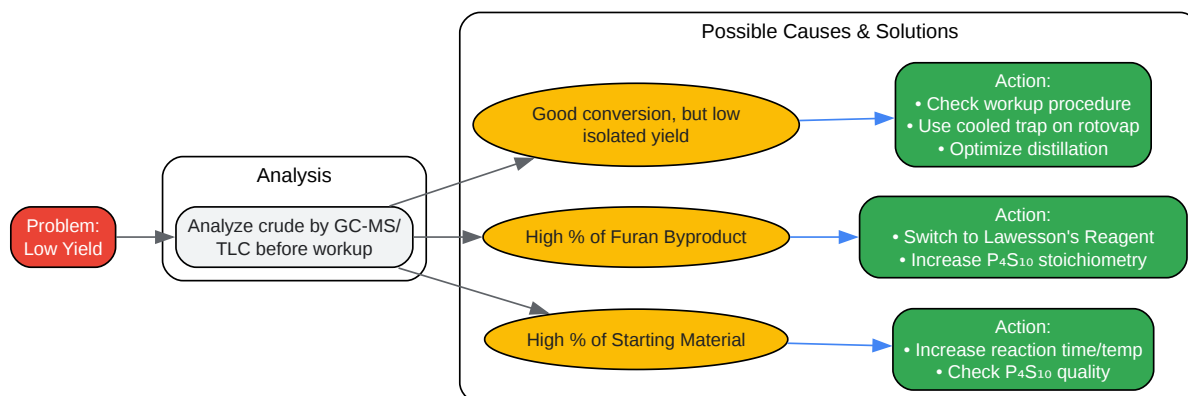 Possible Causes & Solutions
Analysis
Problem:
Low Yield
Analyze crude by GC-MS/
TLC before workup
Good conversion, but low
isolated yield
Action:
• Check workup procedure
• Use cooled trap on rotovap
• Optimize distillation
High % of Furan Byproduct
Action:
• Switch to Lawesson's Reagent
• Increase P₄S₁₀ stoichiometry
High % of Starting Material
Action:
• Increase reaction time/temp
• Check P₄S₁₀ quality